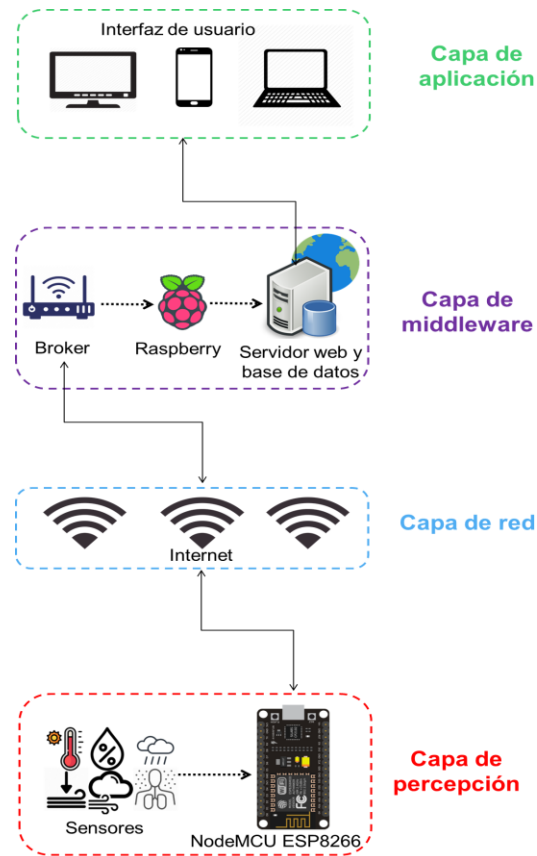 Interfaz de usuario
Capa de
aplicación
Broker
Raspberry
Servidor web y
base de datos
Capa de
middleware
Internet
Capa de red
Sensores
NodeMCU ESP8266
Capa de
percepción